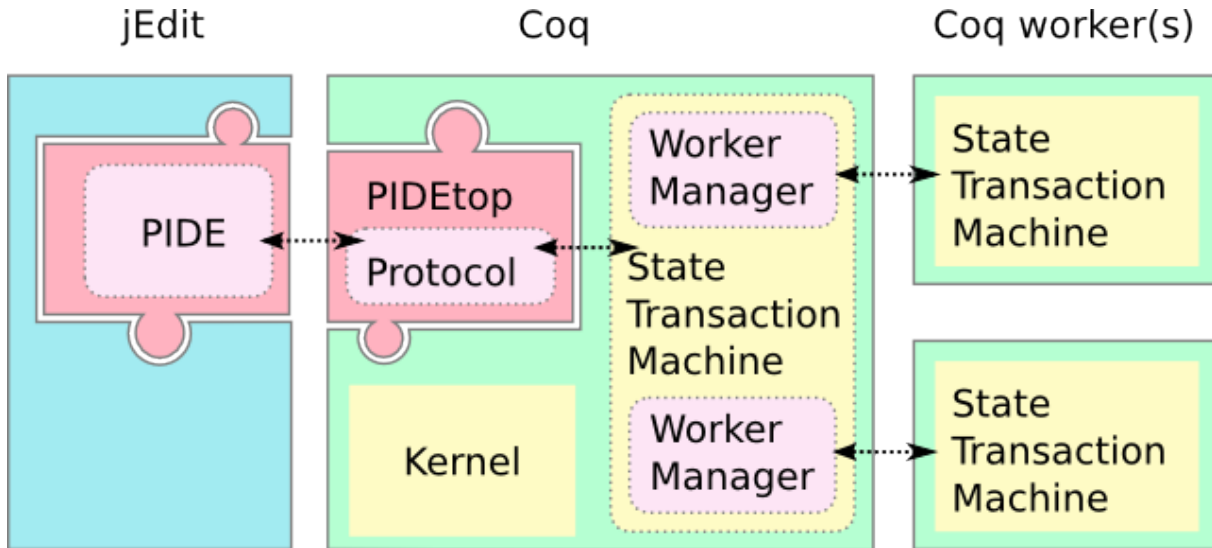 jEdit
Coq
Coq worker(s)
PIDE
PIDEtop
Protocol
Kernel
Worker
Manager
State
Transaction
Machine
Worker
Manager
State
Transaction
Machine
State
Transaction
Machine